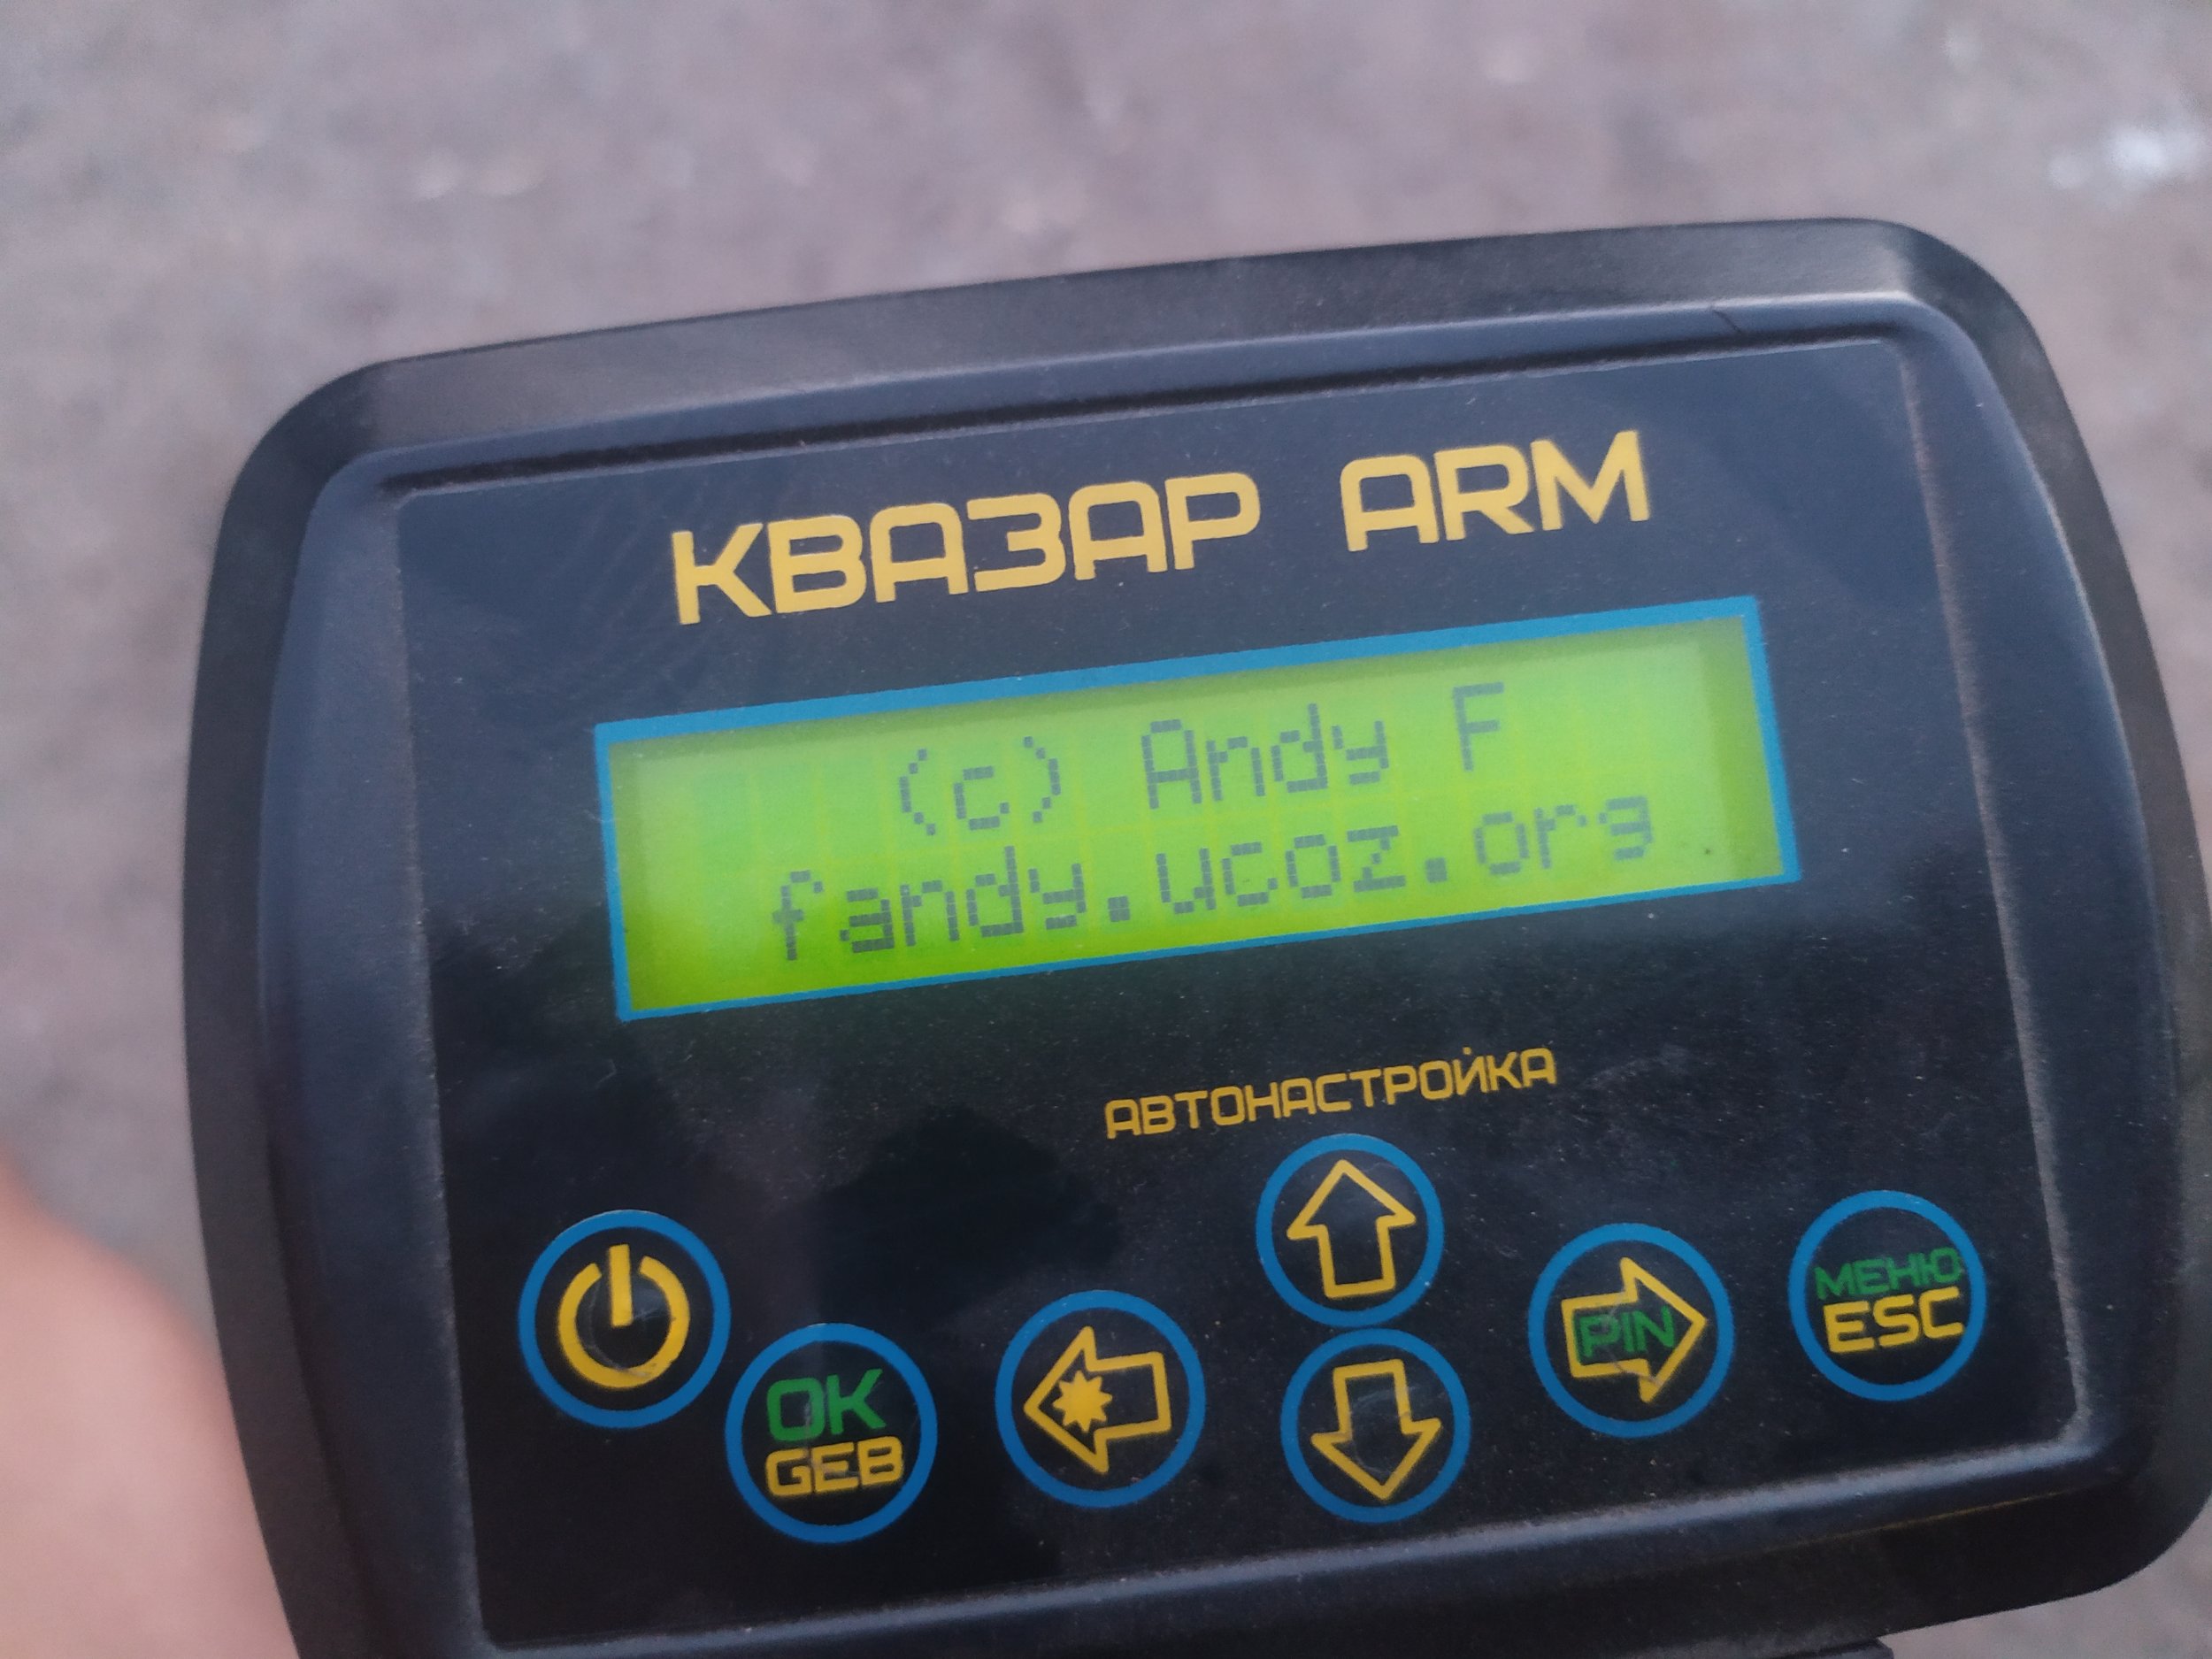 КВАЗАР ARM
(c) Andy F
fandy.ucoz.org
АВТОНАСТРОЙКА
OK
GEB
PIN
МЕНЮ
ESC